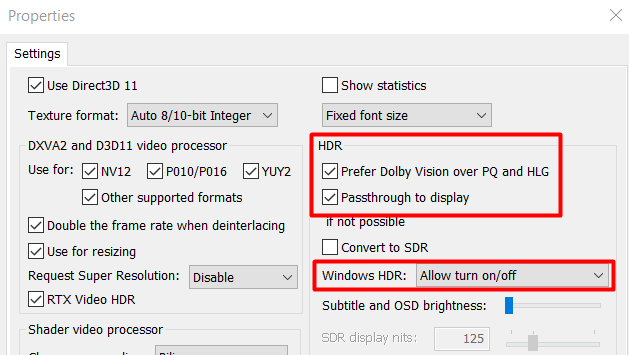 Properties
Settings
Use Direct3D 11
Show statistics
Texture format: Auto 8/10-bit Integer
Fixed font size
DXVA2 and D3D11 video processor
HDR
Use for: NV12 P010/P016 YUY2
Prefer Dolby Vision over PQ and HLG
Other supported formats
Passthrough to display
if not possible
Double the frame rate when deinterlacing
Convert to SDR
Use for resizing
Windows HDR: Allow turn on/off
Request Super Resolution: Disable
RTX Video HDR
Subtitle and OSD brightness:
Shader video processor
SDR display nits: 125